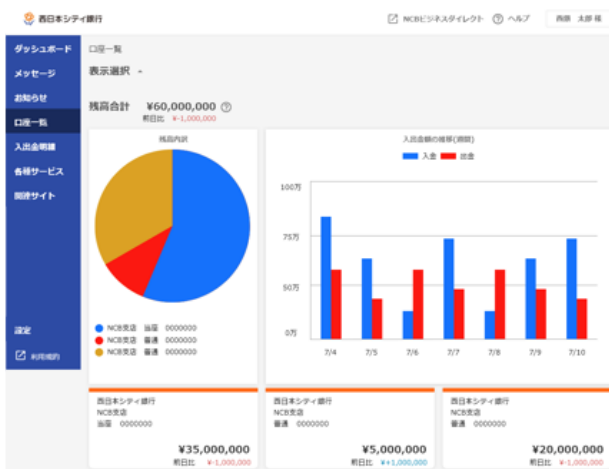 西日本シティ銀行
NCBビジネスダイレクト
ヘルプ
西銀 太郎 様
ダッシュボード
メッセージ
お知らせ
口座一覧
入出金明細
各種サービス
関連サイト
設定
利用規約
口座一覧
表示選択
残高合計 ¥60,000,000
前日比 ¥-1,000,000
残高内訳
NCB支店 当座 0000000
NCB支店 普通 0000000
NCB支店 普通 0000000
入出金額の推移(週間)
入金 出金
100万
75万
50万
0万
7/4 7/5 7/6 7/7 7/8 7/9 7/10
西日本シティ銀行
NCB支店
当座 0000000
¥35,000,000
前日比 ¥-1,000,000
西日本シティ銀行
NCB支店
普通 0000000
¥5,000,000
前日比 ¥+1,000,000
西日本シティ銀行
NCB支店
普通 0000000
¥20,000,000
前日比 ¥-1,000,000